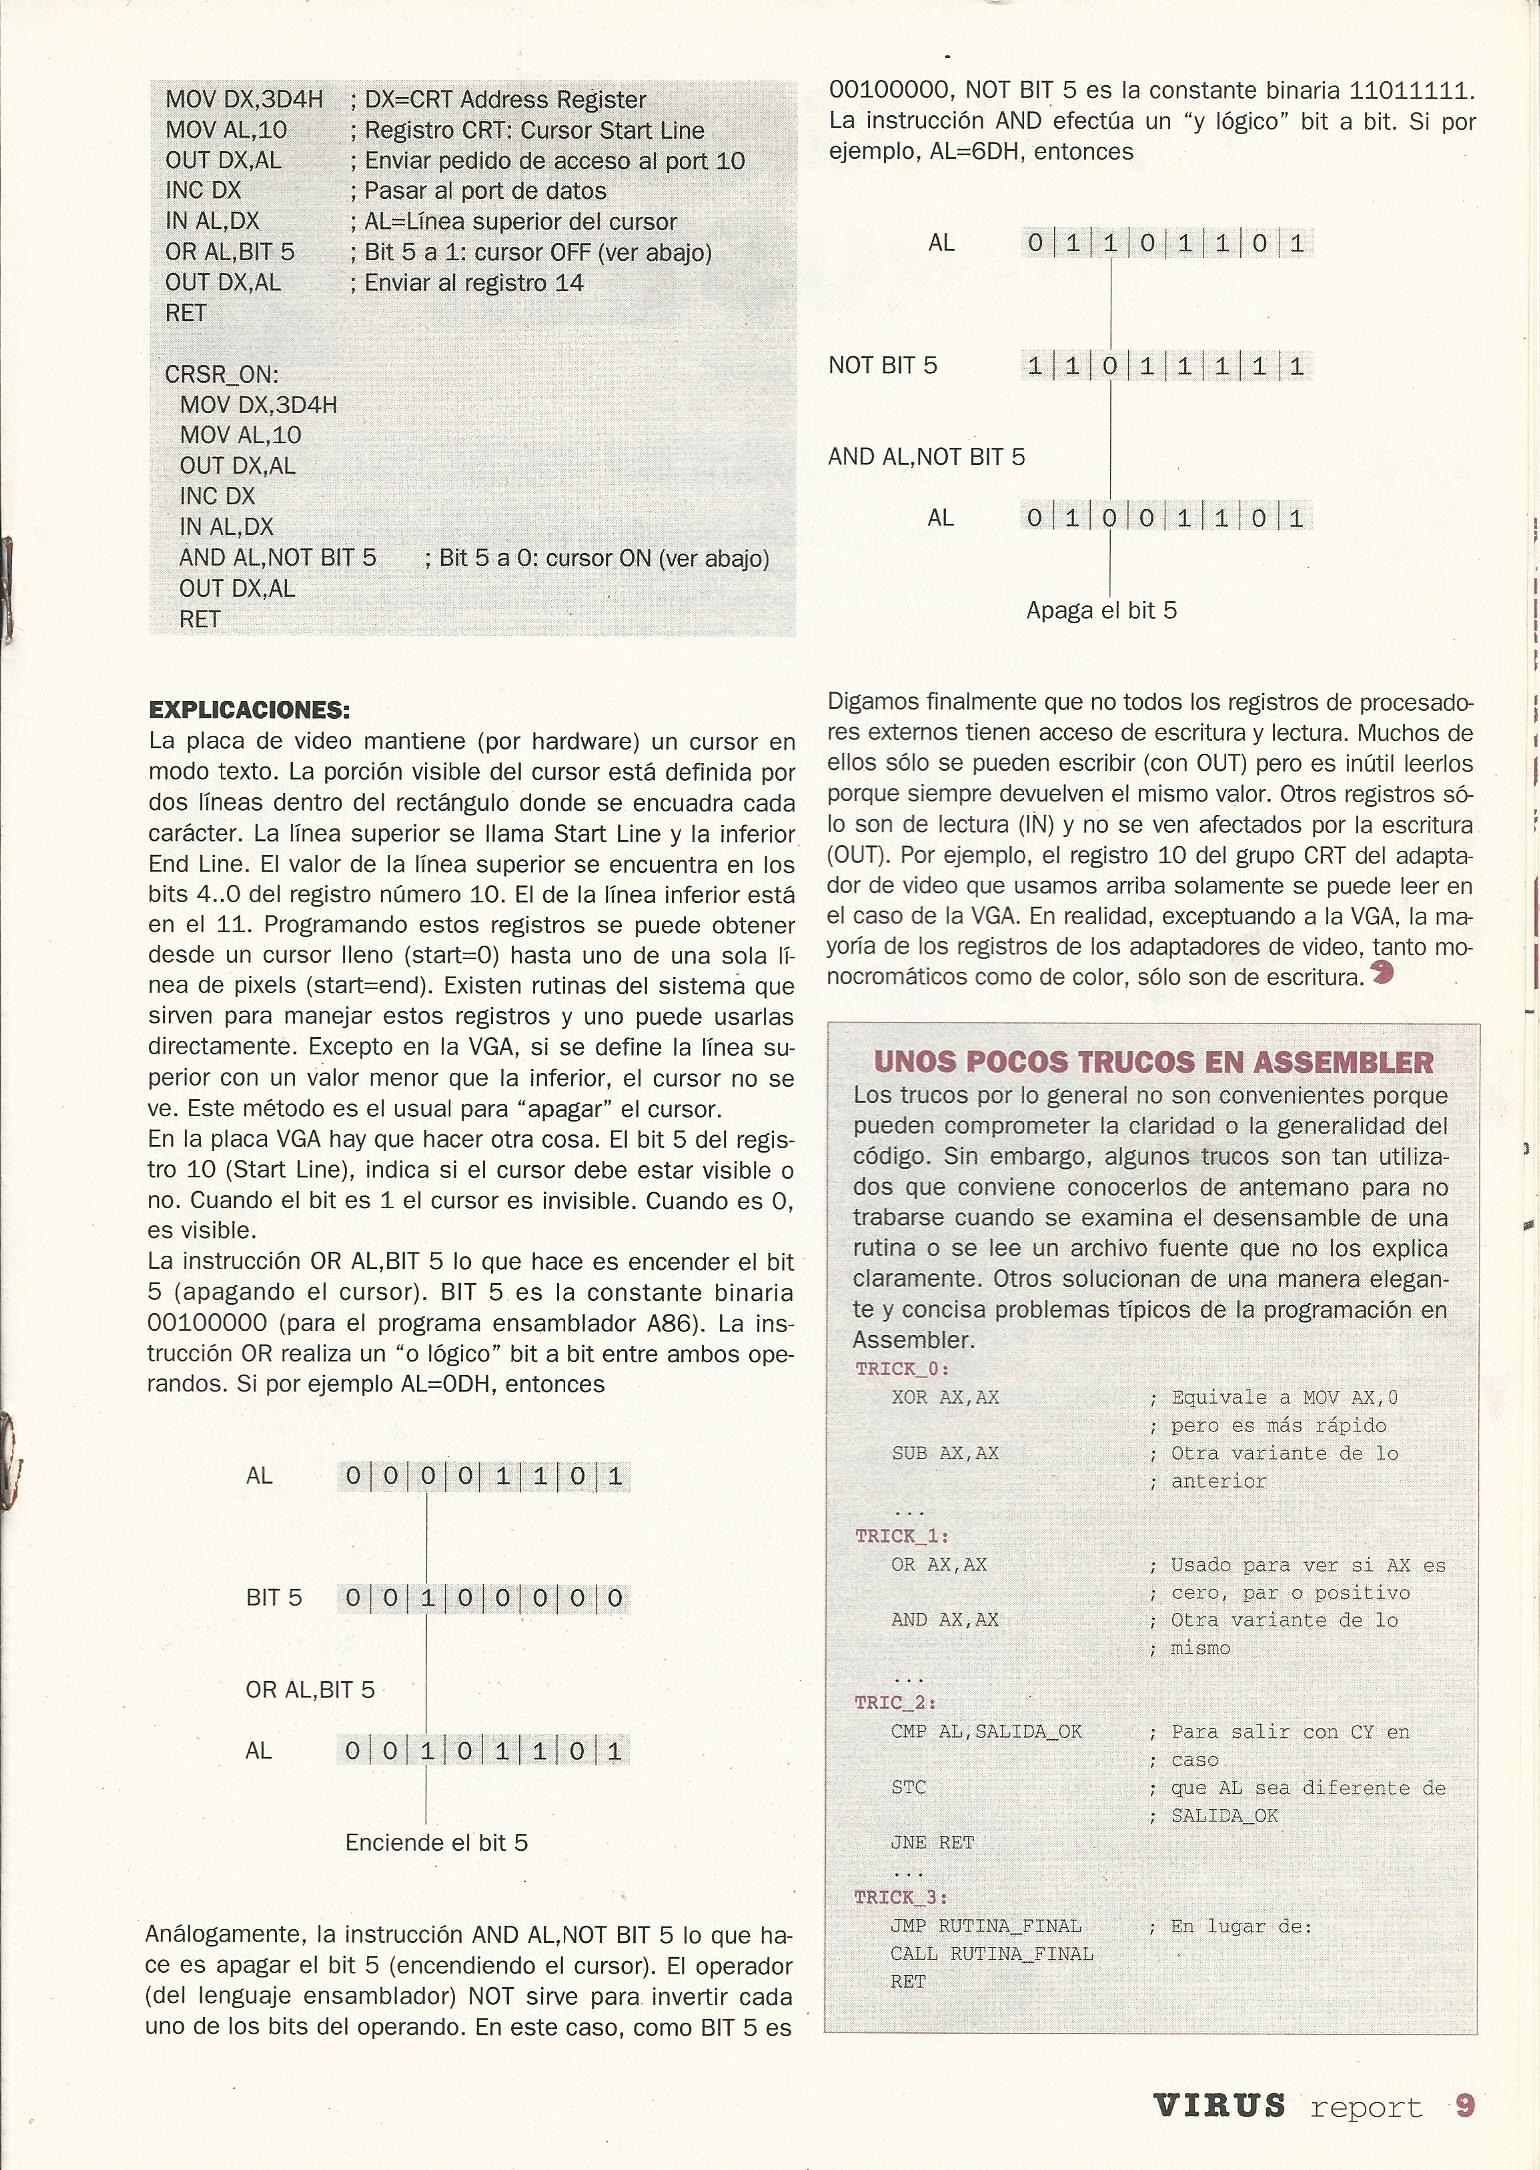 MOV DX,3D4H ; DX=CRT Address Register
MOV AL,10 ; Registro CRT: Cursor Start Line
OUT DX,AL ; Enviar pedido de acceso al port 10
INC DX ; Pasar al port de datos
IN AL,DX ; AL=Línea superior del cursor
OR AL,BIT 5 ; Bit 5 a 1: cursor OFF (ver abajo)
OUT DX,AL ; Enviar al registro 14
RET
CRSR_ON:
MOV DX,3D4H
MOV AL,10
OUT DX,AL
INC DX
IN AL,DX
AND AL,NOT BIT 5 ; Bit 5 a 0: cursor ON (ver abajo)
OUT DX,AL
RET
EXPLICACIONES:
La placa de video mantiene (por hardware) un cursor en
modo texto. La porción visible del cursor está definida por
dos líneas dentro del rectángulo donde se encuadra cada
carácter. La línea superior se llama Start Line y la inferior
End Line. El valor de la línea superior se encuentra en los
bits 4..0 del registro número 10. El de la línea inferior está
en el 11. Programando estos registros se puede obtener
desde un cursor lleno (start=0) hasta uno de una sola lí-
nea de pixels (start=end). Existen rutinas del sistema que
sirven para manejar estos registros y uno puede usarlas
directamente. Excepto en la VGA, si se define la línea su-
perior con un valor menor que la inferior, el cursor no se
ve. Este método es el usual para “apagar” el cursor.
En la placa VGA hay que hacer otra cosa. El bit 5 del regis-
tro 10 (Start Line), indica si el cursor debe estar visible o
no. Cuando el bit es 1 el cursor es invisible. Cuando es 0,
es visible.
La instrucción OR AL,BIT 5 lo que hace es encender el bit
5 (apagando el cursor). BIT 5 es la constante binaria
00100000 (para el programa ensamblador A86). La ins-
trucción OR realiza un “o lógico” bit a bit entre ambos ope-
randos. Si por ejemplo AL=0DH, entonces
AL 0|0|0|0|1|1|0|1
BIT 5 0|0|1|0|0|0|0|0
OR AL,BIT 5
AL 0|0|1|0|1|1|0|1
Enciende el bit 5
Análogamente, la instrucción AND AL,NOT BIT 5 lo que ha-
ce es apagar el bit 5 (encendiendo el cursor). El operador
(del lenguaje ensamblador) NOT sirve para invertir cada
uno de los bits del operando. En este caso, como BIT 5 es
00100000, NOT BIT 5 es la constante binaria 11011111.
La instrucción AND efectúa un “y lógico” bit a bit. Si por
ejemplo, AL=6DH, entonces
AL 0|1|1|0|1|1|0|1
NOT BIT 5 1|1|0|1|1|1|1|1
AND AL,NOT BIT 5
AL 0|1|0|0|1|1|0|1
Apaga el bit 5
Digamos finalmente que no todos los registros de procesado-
res externos tienen acceso de escritura y lectura. Muchos de
ellos sólo se pueden escribir (con OUT) pero es inútil leerlos
porque siempre devuelven el mismo valor. Otros registros só-
lo son de lectura (IN) y no se ven afectados por la escritura
(OUT). Por ejemplo, el registro 10 del grupo CRT del adapta-
dor de video que usamos arriba solamente se puede leer en
el caso de la VGA. En realidad, exceptuando a la VGA, la ma-
yoría de los registros de los adaptadores de video, tanto mo-
nocromáticos como de color, sólo son de escritura.
UNOS POCOS TRUCOS EN ASSEMBLER
Los trucos por lo general no son convenientes porque
pueden comprometer la claridad o la generalidad del
código. Sin embargo, algunos trucos son tan utiliza-
dos que conviene conocerlos de antemano para no
trabarse cuando se examina el desensamble de una
rutina o se lee un archivo fuente que no los explica
claramente. Otros solucionan de una manera elegan-
te y concisa problemas típicos de la programación en
Assembler.
TRICK_0:
XOR AX,AX ; Equivale a MOV AX,0
; pero es más rápido
SUB AX,AX ; Otra variante de lo
; anterior
...
TRICK_1:
OR AX,AX ; Usado para ver si AX es
; cero, par o positivo
AND AX,AX ; Otra variante de lo
; mismo
...
TRIC_2:
CMP AL,SALIDA_OK ; Para salir con CY en
; caso
STC ; que AL sea diferente de
; SALIDA_OK
JNE RET
...
TRICK_3:
JMP RUTINA_FINAL ; En lugar de:
CALL RUTINA_FINAL
RET
VIRUS report 9